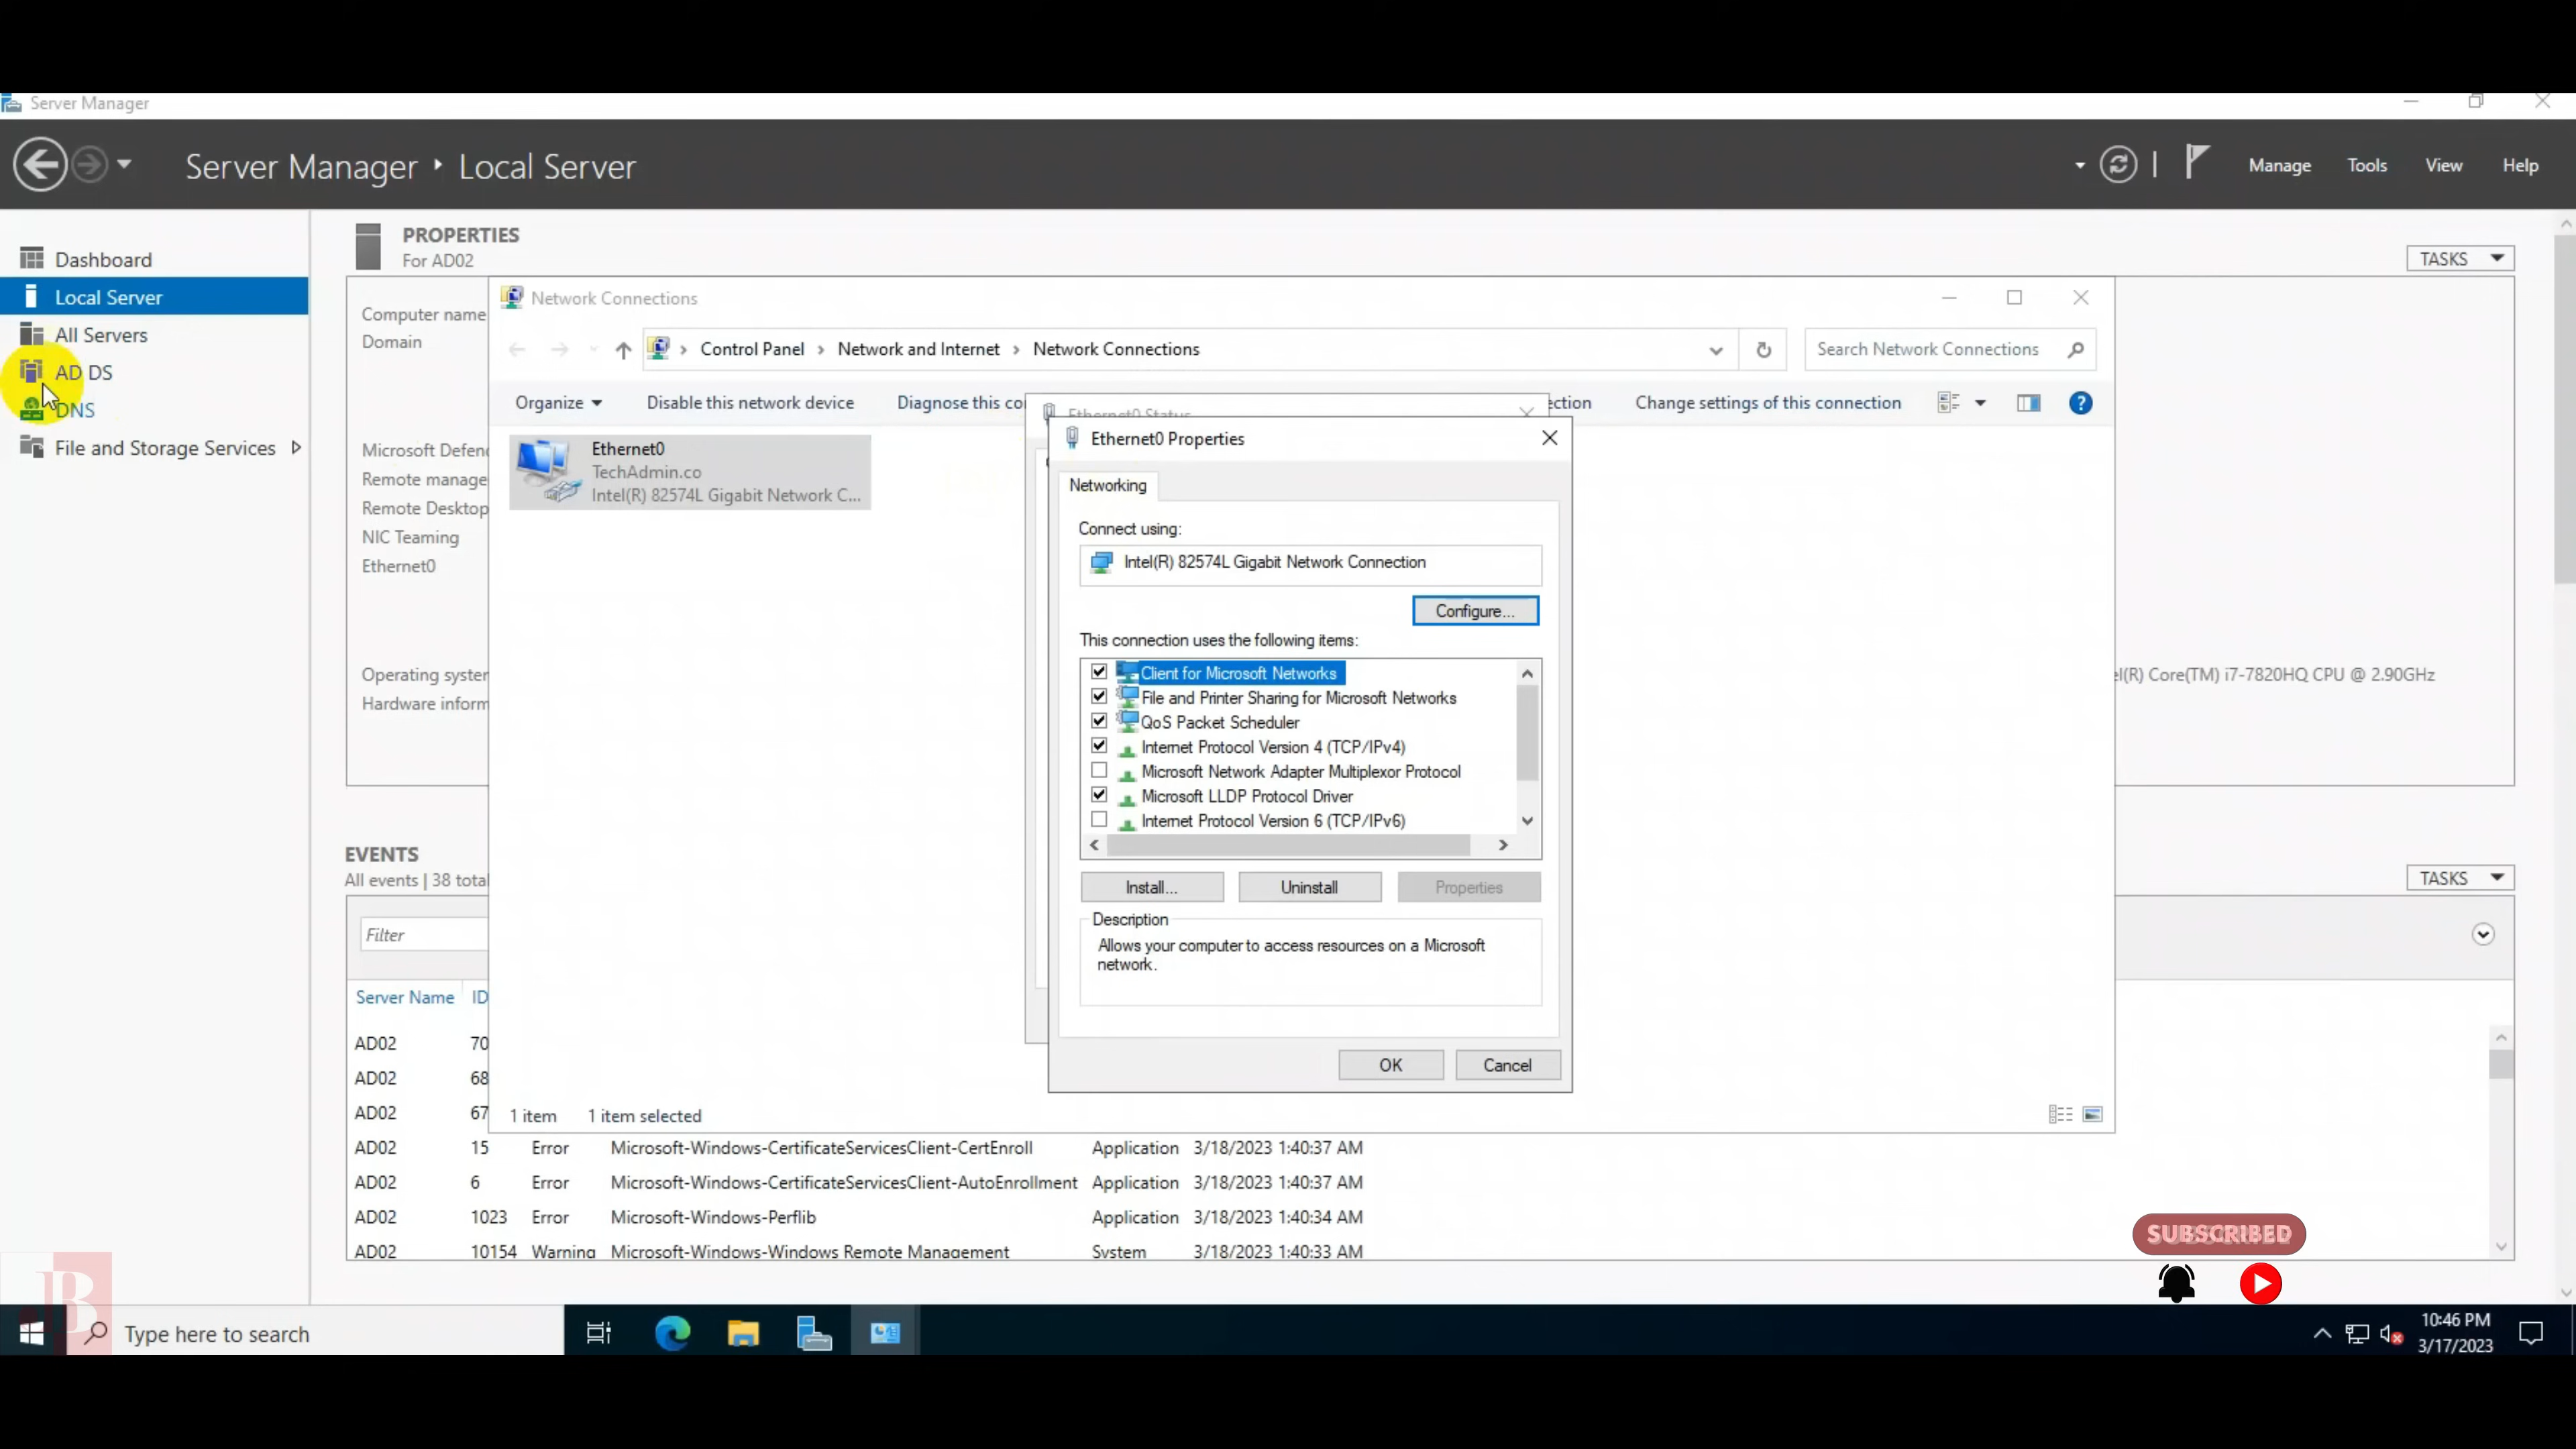 Server Manager
Server Manager • Local Server
Manage Tools View Help
Dashboard
Local Server
All Servers
AD DS
DNS
File and Storage Services
PROPERTIES
For AD02
TASKS
Computer name
Domain
Microsoft Defen
Remote manage
Remote Desktop
NIC Teaming
Ethernet0
Operating syster
Hardware inform
el(R) Core(TM) i7-7820HQ CPU @ 2.90GHz
Network Connections
Control Panel › Network and Internet › Network Connections
Search Network Connections
Organize Disable this network device Diagnose this co ection Change settings of this connection
Ethernet0
TechAdmin.co
Intel(R) 82574L Gigabit Network C...
1 item 1 item selected
Ethernet0 Status
Ethernet0 Properties
Networking
Connect using:
Intel(R) 82574L Gigabit Network Connection
Configure...
This connection uses the following items:
Client for Microsoft Networks
File and Printer Sharing for Microsoft Networks
QoS Packet Scheduler
Internet Protocol Version 4 (TCP/IPv4)
Microsoft Network Adapter Multiplexor Protocol
Microsoft LLDP Protocol Driver
Internet Protocol Version 6 (TCP/IPv6)
Install... Uninstall Properties
Description
Allows your computer to access resources on a Microsoft
network.
OK Cancel
EVENTS
All events | 38 total
TASKS
Filter
Server Name ID
AD02 70
AD02 68
AD02 67
AD02 15 Error Microsoft-Windows-CertificateServicesClient-CertEnroll Application 3/18/2023 1:40:37 AM
AD02 6 Error Microsoft-Windows-CertificateServicesClient-AutoEnrollment Application 3/18/2023 1:40:37 AM
AD02 1023 Error Microsoft-Windows-Perflib Application 3/18/2023 1:40:34 AM
AD02 10154 Warning Microsoft-Windows-Windows Remote Management System 3/18/2023 1:40:33 AM
SUBSCRIBED
JB
Type here to search
10:46 PM
3/17/2023